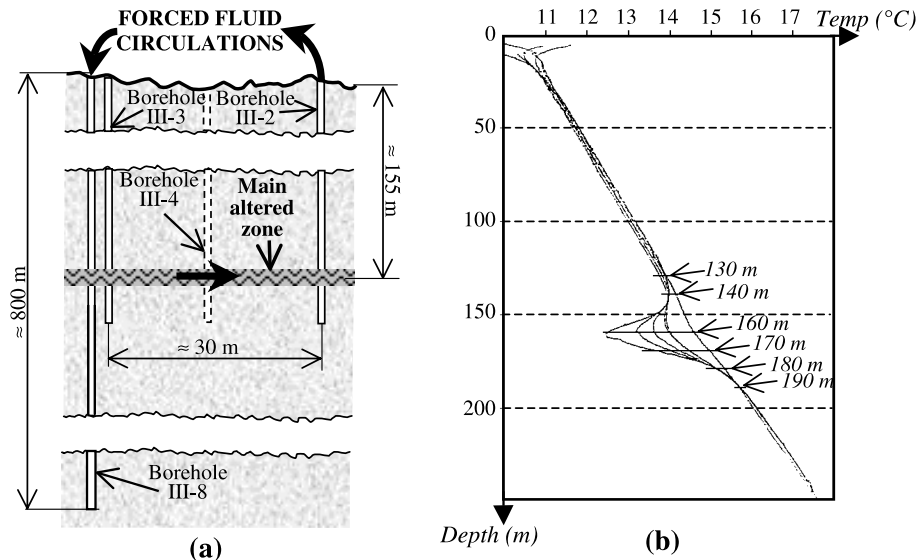 FORCED FLUID
CIRCULATIONS
(a)
Borehole
III-3
Borehole
III-2
≈ 155 m
Borehole
III-4
Main
altered
zone
≈ 800 m
≈ 30 m
Borehole
III-8
(a)
11 12 13 14 15 16 17 Temp (°C)
0
50
100
130 m
140 m
150
160 m
170 m
180 m
190 m
200
Depth (m)
(b)